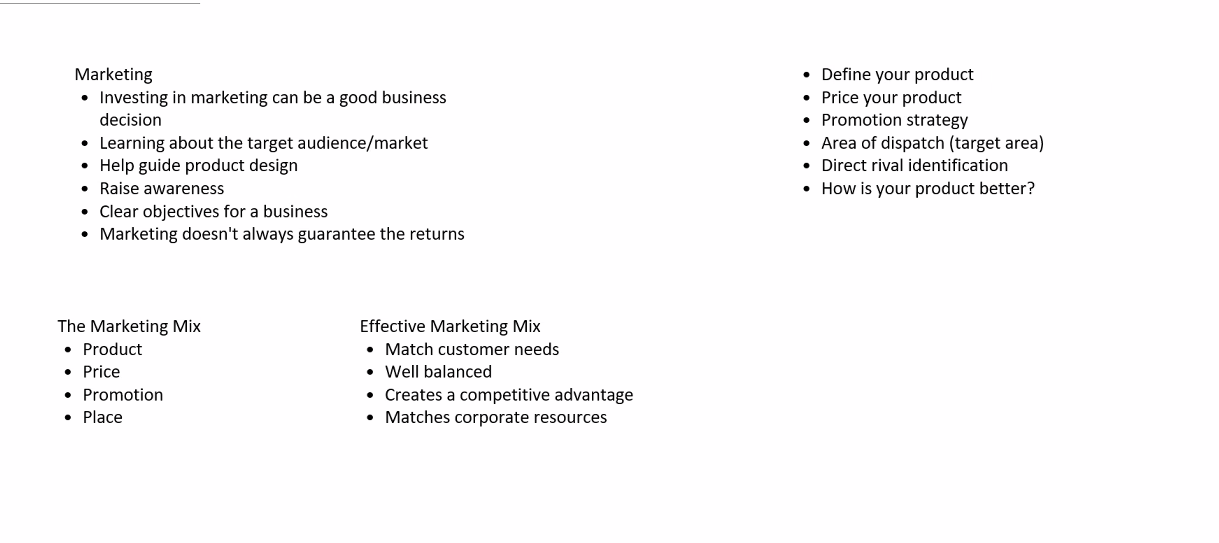 Marketing
• Investing in marketing can be a good business
decision
• Learning about the target audience/market
• Help guide product design
• Raise awareness
• Clear objectives for a business
• Marketing doesn't always guarantee the returns
• Define your product
• Price your product
• Promotion strategy
• Area of dispatch (target area)
• Direct rival identification
• How is your product better?
The Marketing Mix
• Product
• Price
• Promotion
• Place
Effective Marketing Mix
• Match customer needs
• Well balanced
• Creates a competitive advantage
• Matches corporate resources